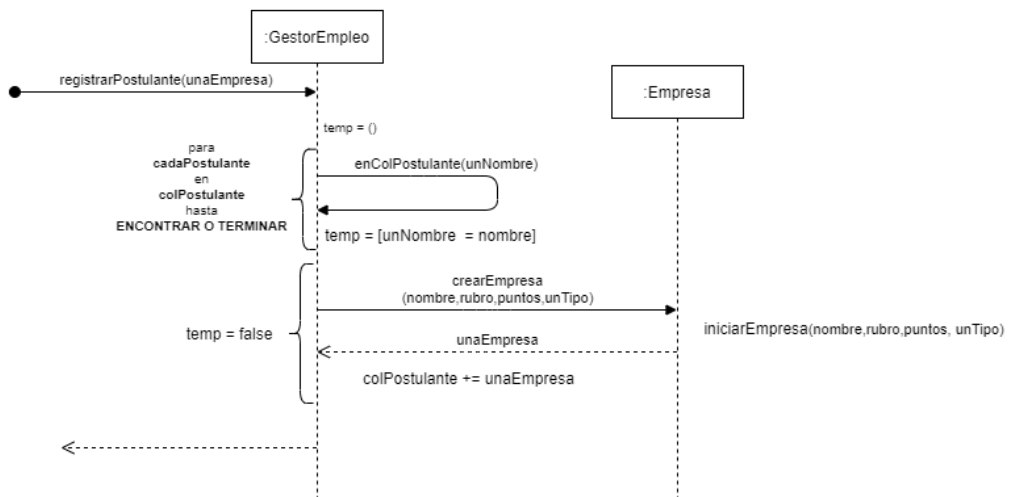 :GestorEmpleo
registrarPostulante(unaEmpresa)
:Empresa
temp = ()
para
cadaPostulante
en
colPostulante
hasta
ENCONTRAR O TERMINAR
enColPostulante(unNombre)
temp = [unNombre = nombre]
crearEmpresa
(nombre,rubro,puntos,unTipo)
temp = false
iniciarEmpresa(nombre,rubro,puntos, unTipo)
unaEmpresa
colPostulante += unaEmpresa